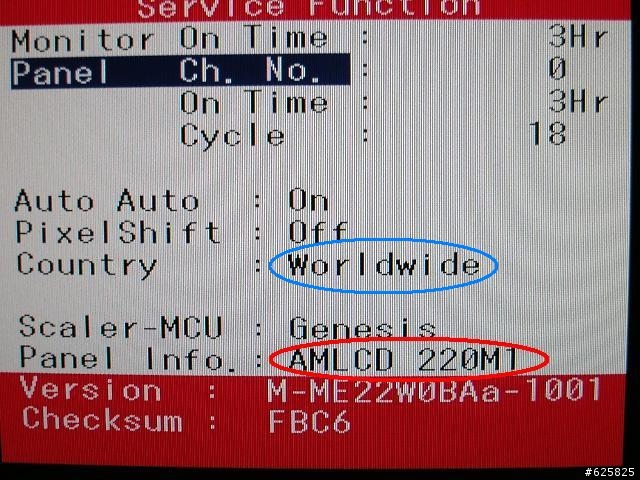 Service Function
Monitor On Time : 3Hr
Panel Ch. No. : 0
On Time : 3Hr
Cycle : 18
Auto Auto : On
PixelShift : Off
Country : Worldwide
Scaler-MCU : Genesis
Panel Info. : AMLCD 220M1
Version : M-ME22W0BAa-1001
Checksum : FBC6
#625825